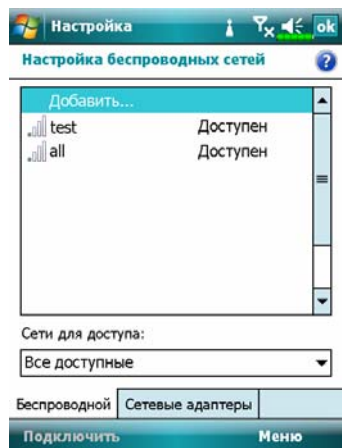 Настройка ok
Настройка беспроводных сетей ?
Добавить...
test Доступен
all Доступен
Сети для доступа:
Все доступные
Беспроводной Сетевые адаптеры
Подключить Меню